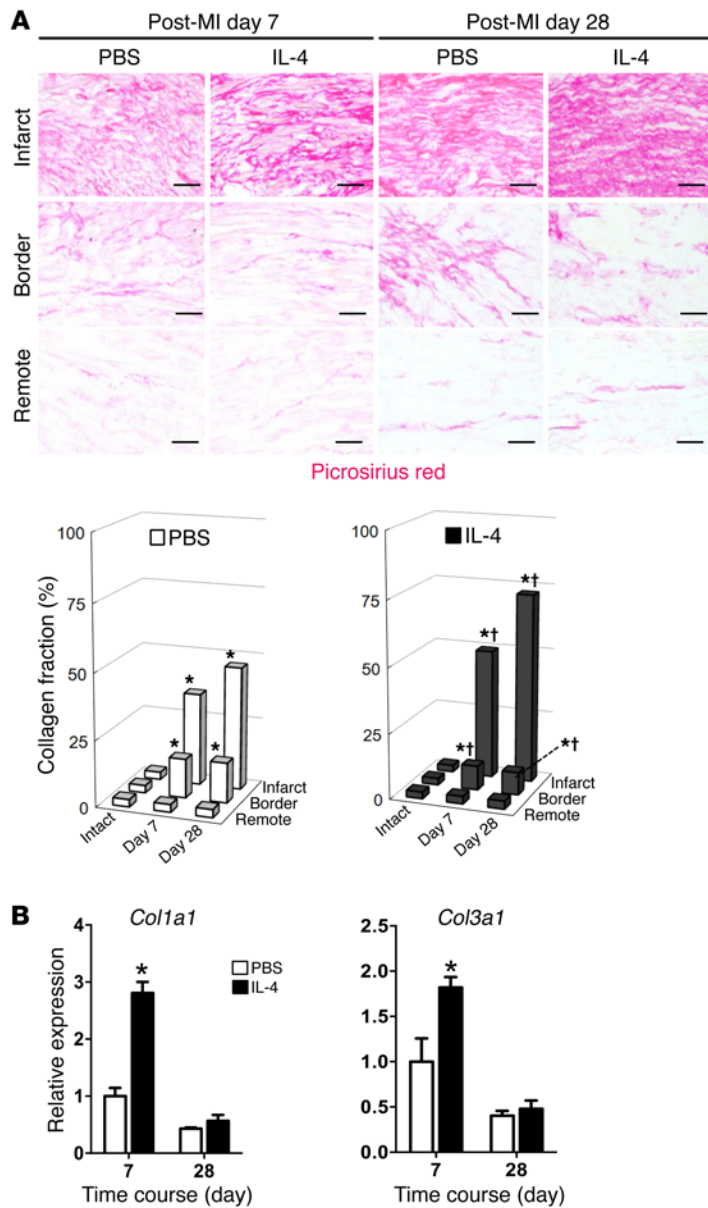 A
Post-MI day 7
Post-MI day 28
PBS
IL-4
PBS
IL-4
Infarct
Border
Remote
Picrosirius red
Collagen fraction (%)
100
75
50
25
0
PBS
*
*
*
*
Intact
Day 7
Day 28
Infarct
Border
Remote
100
75
50
25
0
IL-4
*†
*†
*†
*†
Intact
Day 7
Day 28
Infarct
Border
Remote
B
Col1a1
Relative expression
4
3
2
1
0
*
PBS
IL-4
7
28
Time course (day)
Col3a1
2.5
2.0
1.5
1.0
0.5
0.0
*
7
28
Time course (day)